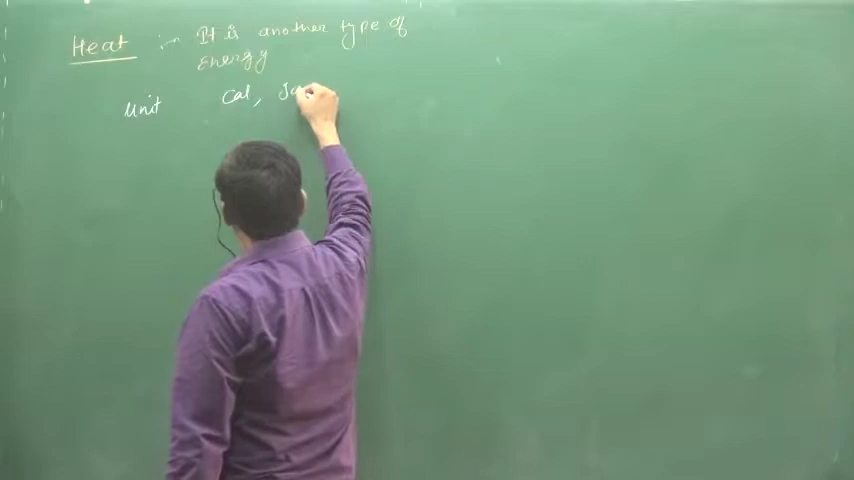 Heat :- It is another type of
Energy
Unit Cal,